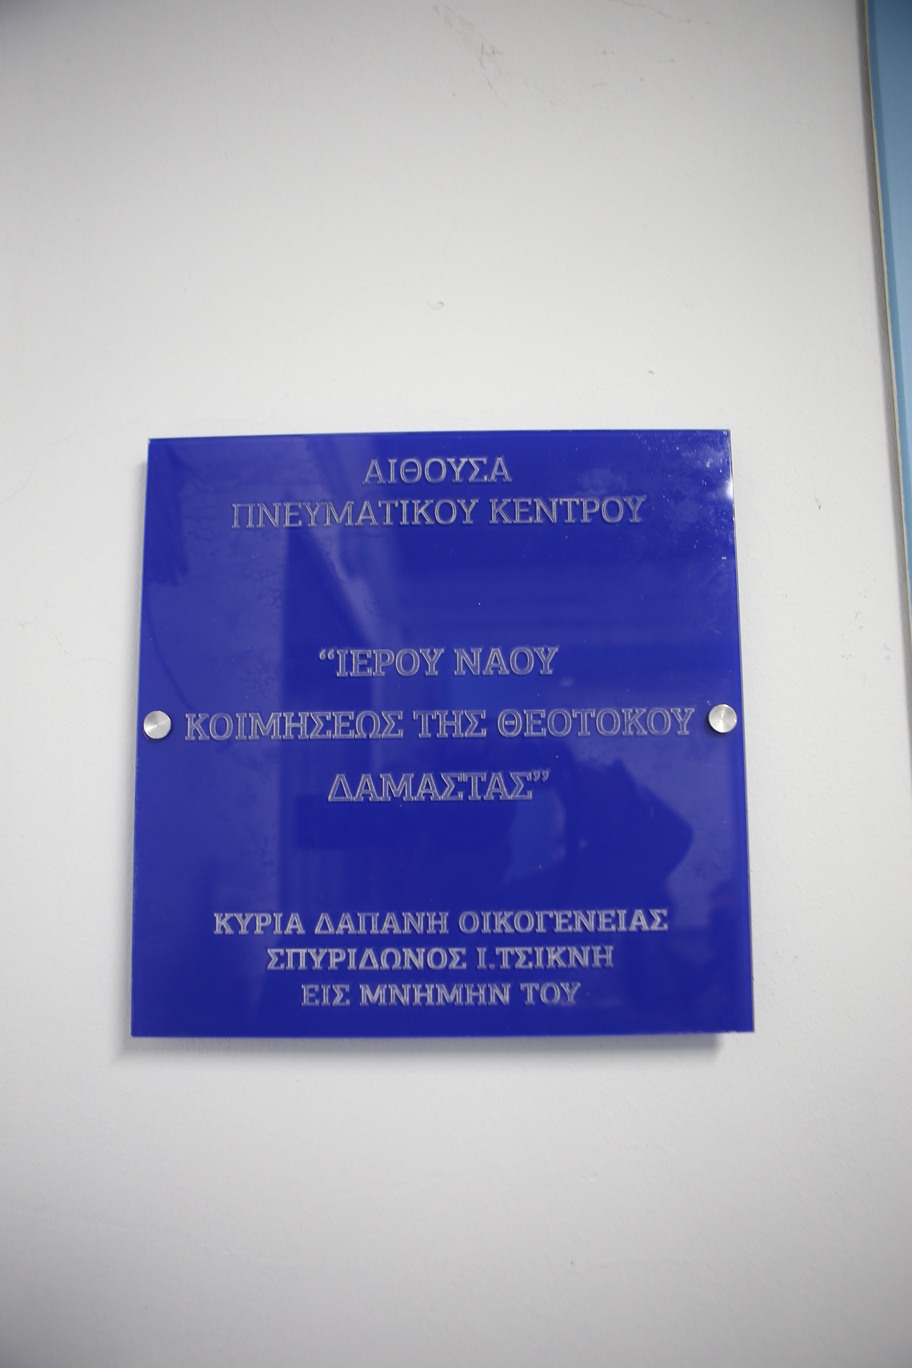 ΑΙΘΟΥΣΑ
ΠΝΕΥΜΑΤΙΚΟΥ ΚΕΝΤΡΟΥ
“ΙΕΡΟΥ ΝΑΟΥ
ΚΟΙΜΗΣΕΩΣ ΤΗΣ ΘΕΟΤΟΚΟΥ
ΔΑΜΑΣΤΑΣ”
ΚΥΡΙΑ ΔΑΠΑΝΗ ΟΙΚΟΓΕΝΕΙΑΣ
ΣΠΥΡΙΔΩΝΟΣ Ι.ΤΣΙΚΝΗ
ΕΙΣ ΜΝΗΜΗΝ ΤΟΥ